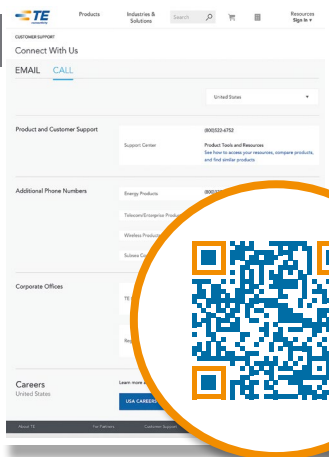 TE
Products
Industries & Solutions
Search
Resources
Sign In
CUSTOMER SUPPORT
Connect With Us
EMAIL CALL
United States
Product and Customer Support
Support Center
(800)522-6752
Product Tools and Resources
See how to access your resources, compare products,
and find similar products
Additional Phone Numbers
Energy Products
(800)
Telecom/Enterprise Produc
Wireless Products
Subsea Co
Corporate Offices
TE
Reg
Careers
United States
Learn more
USA CAREERS
About TE
For Partners
Customer Support